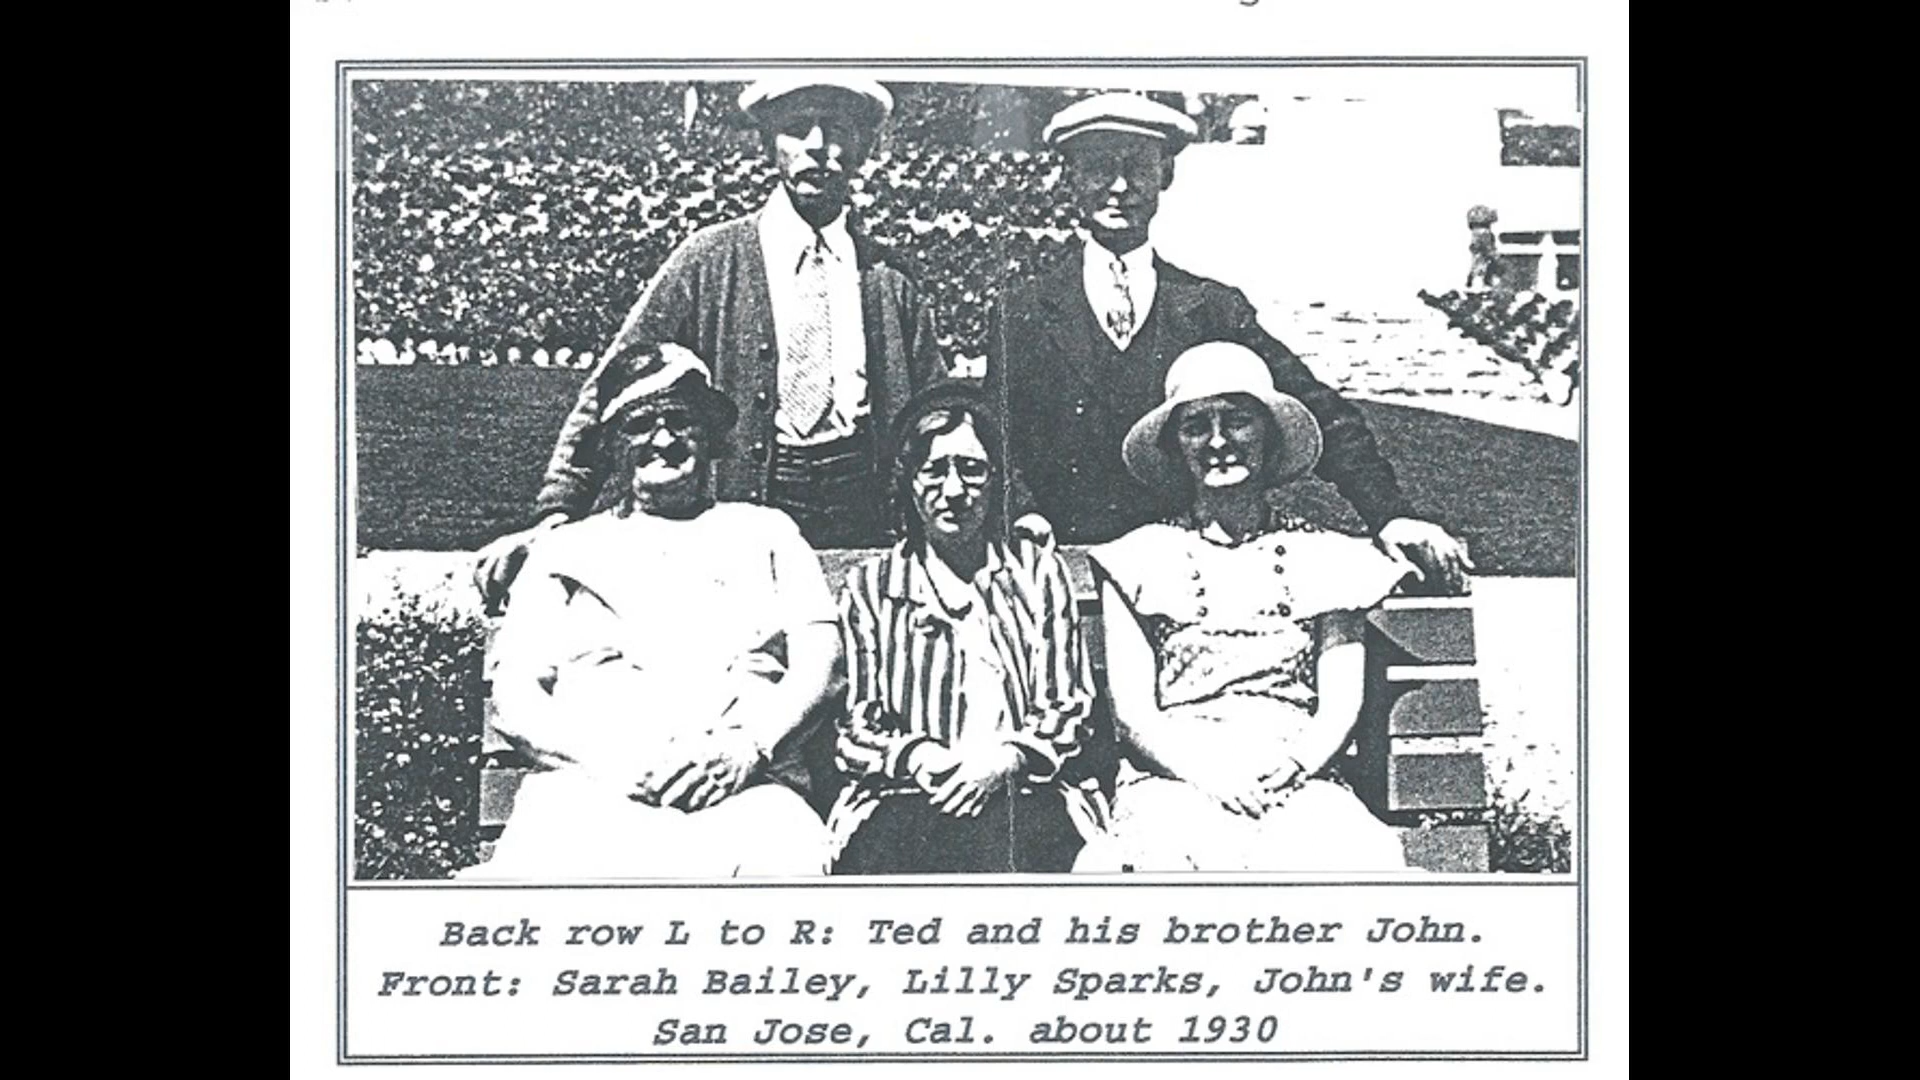 Back row L to R: Ted and his brother John.
Front: Sarah Bailey, Lilly Sparks, John's wife.
San Jose, Cal. about 1930